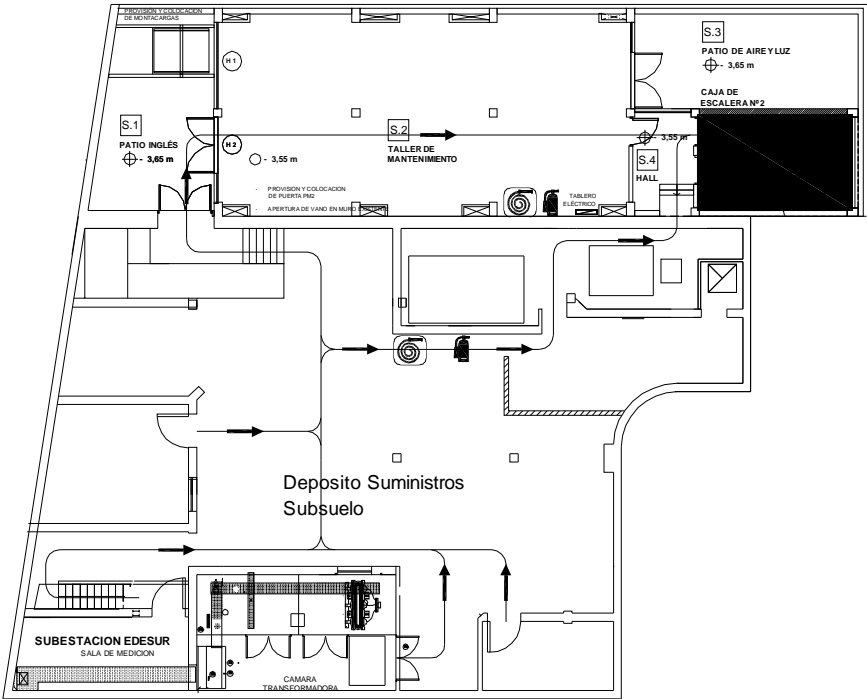 PROVISION Y COLOCACION
DE MONTACARGAS
H 1
S.3
PATIO DE AIRE Y LUZ
- 3,65 m
CAJA DE
ESCALERA Nº2
S.1
PATIO INGLÉS
- 3,65 m
H 2
- 3,55 m
S.2
TALLER DE
MANTENIMIENTO
- 3,55 m
S.4
HALL
- PROVISION Y COLOCACION
DE PUERTA PM2
- APERTURA DE VANO EN MURO
TABLERO
ELÉCTRICO
Deposito Suministros
Subsuelo
SUBESTACION EDESUR
SALA DE MEDICION
CAMARA
TRANSFORMADORA